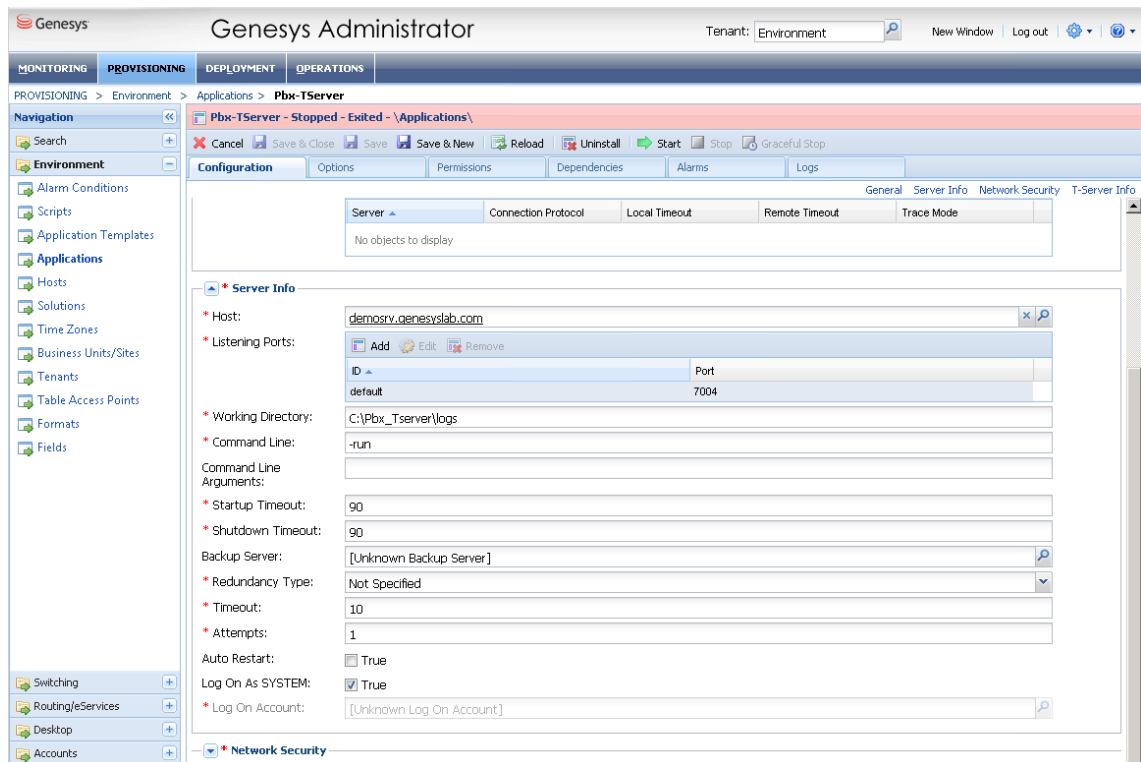 Genesys Genesys Administrator Tenant: Environment New Window Log out
MONITORING PROVISIONING DEPLOYMENT OPERATIONS
PROVISIONING > Environment > Applications > Pbx-TServer
Navigation
Search
Environment
Alarm Conditions
Scripts
Application Templates
Applications
Hosts
Solutions
Time Zones
Business Units/Sites
Tenants
Table Access Points
Formats
Fields
Switching
Routing/eServices
Desktop
Accounts
Pbx-TServer - Stopped - Exited - \Applications\
Cancel Save & Close Save Save & New Reload Uninstall Start Stop Graceful Stop
Configuration Options Permissions Dependencies Alarms Logs
General Server Info Network Security T-Server Info
Server Connection Protocol Local Timeout Remote Timeout Trace Mode
No objects to display
* Server Info
* Host: demosrv.genesyslab.com
* Listening Ports: Add Edit Remove
ID Port
default 7004
* Working Directory: C:\Pbx_Tserver\logs
* Command Line: -run
Command Line
Arguments:
* Startup Timeout: 90
* Shutdown Timeout: 90
Backup Server: [Unknown Backup Server]
* Redundancy Type: Not Specified
* Timeout: 10
* Attempts: 1
Auto Restart: True
Log On As SYSTEM: True
* Log On Account: [Unknown Log On Account]
* Network Security